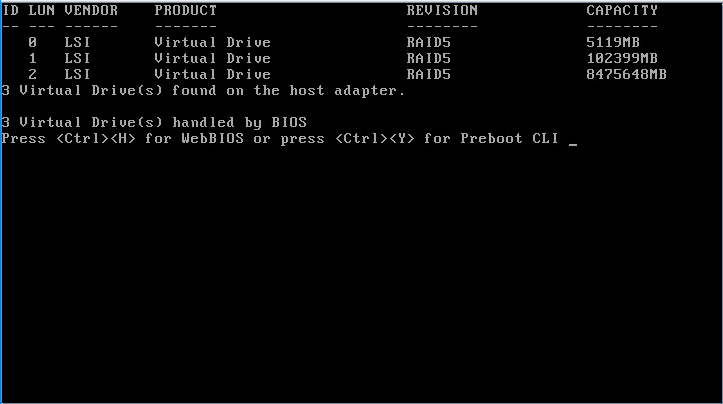 ID LUN VENDOR PRODUCT REVISION CAPACITY
-- --- ------ ------- -------- --------
0 LSI Virtual Drive RAID5 5119MB
1 LSI Virtual Drive RAID5 102399MB
2 LSI Virtual Drive RAID5 8475648MB
3 Virtual Drive(s) found on the host adapter.
3 Virtual Drive(s) handled by BIOS
Press <Ctrl><H> for WebBIOS or press <Ctrl><Y> for Preboot CLI _